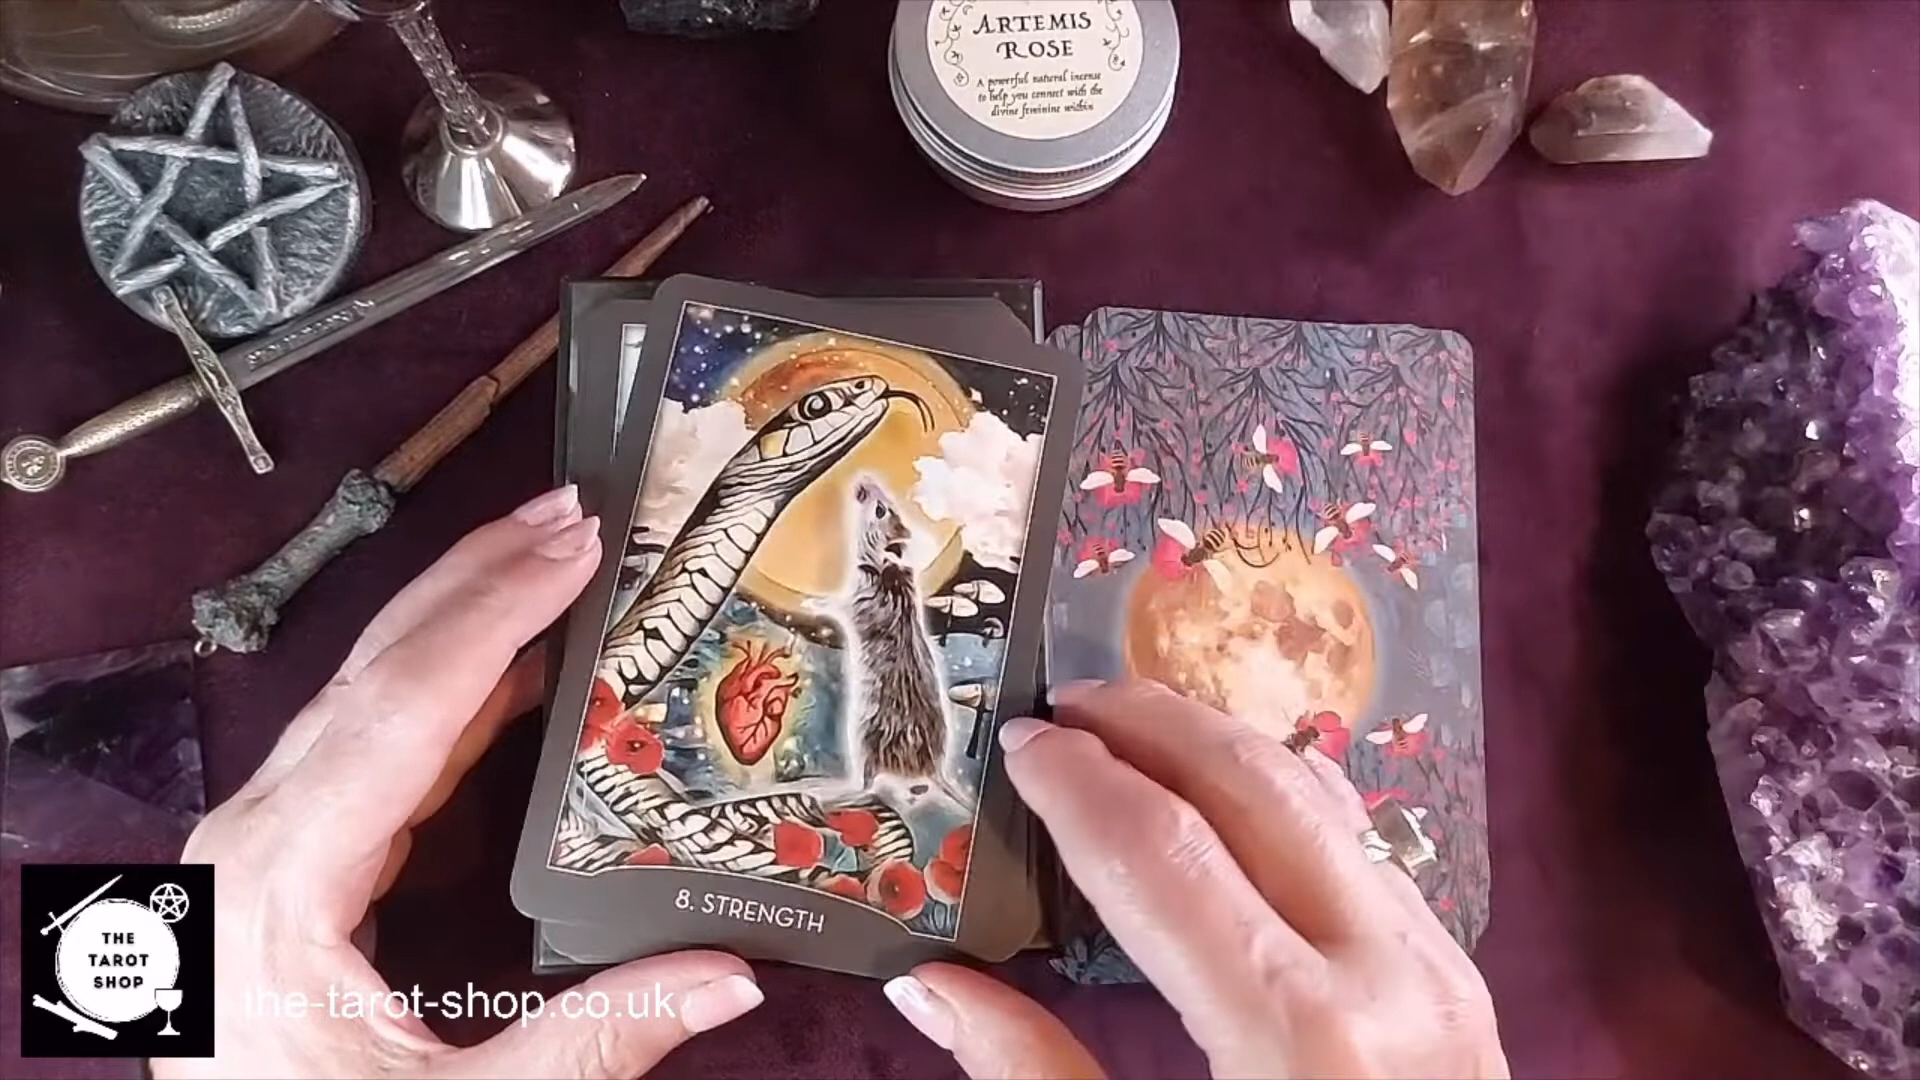 ARTEMIS
ROSE
A powerful natural incense
to help you connect with the
divine feminine within
8. STRENGTH
THE
TAROT
SHOP
the-tarot-shop.co.uk